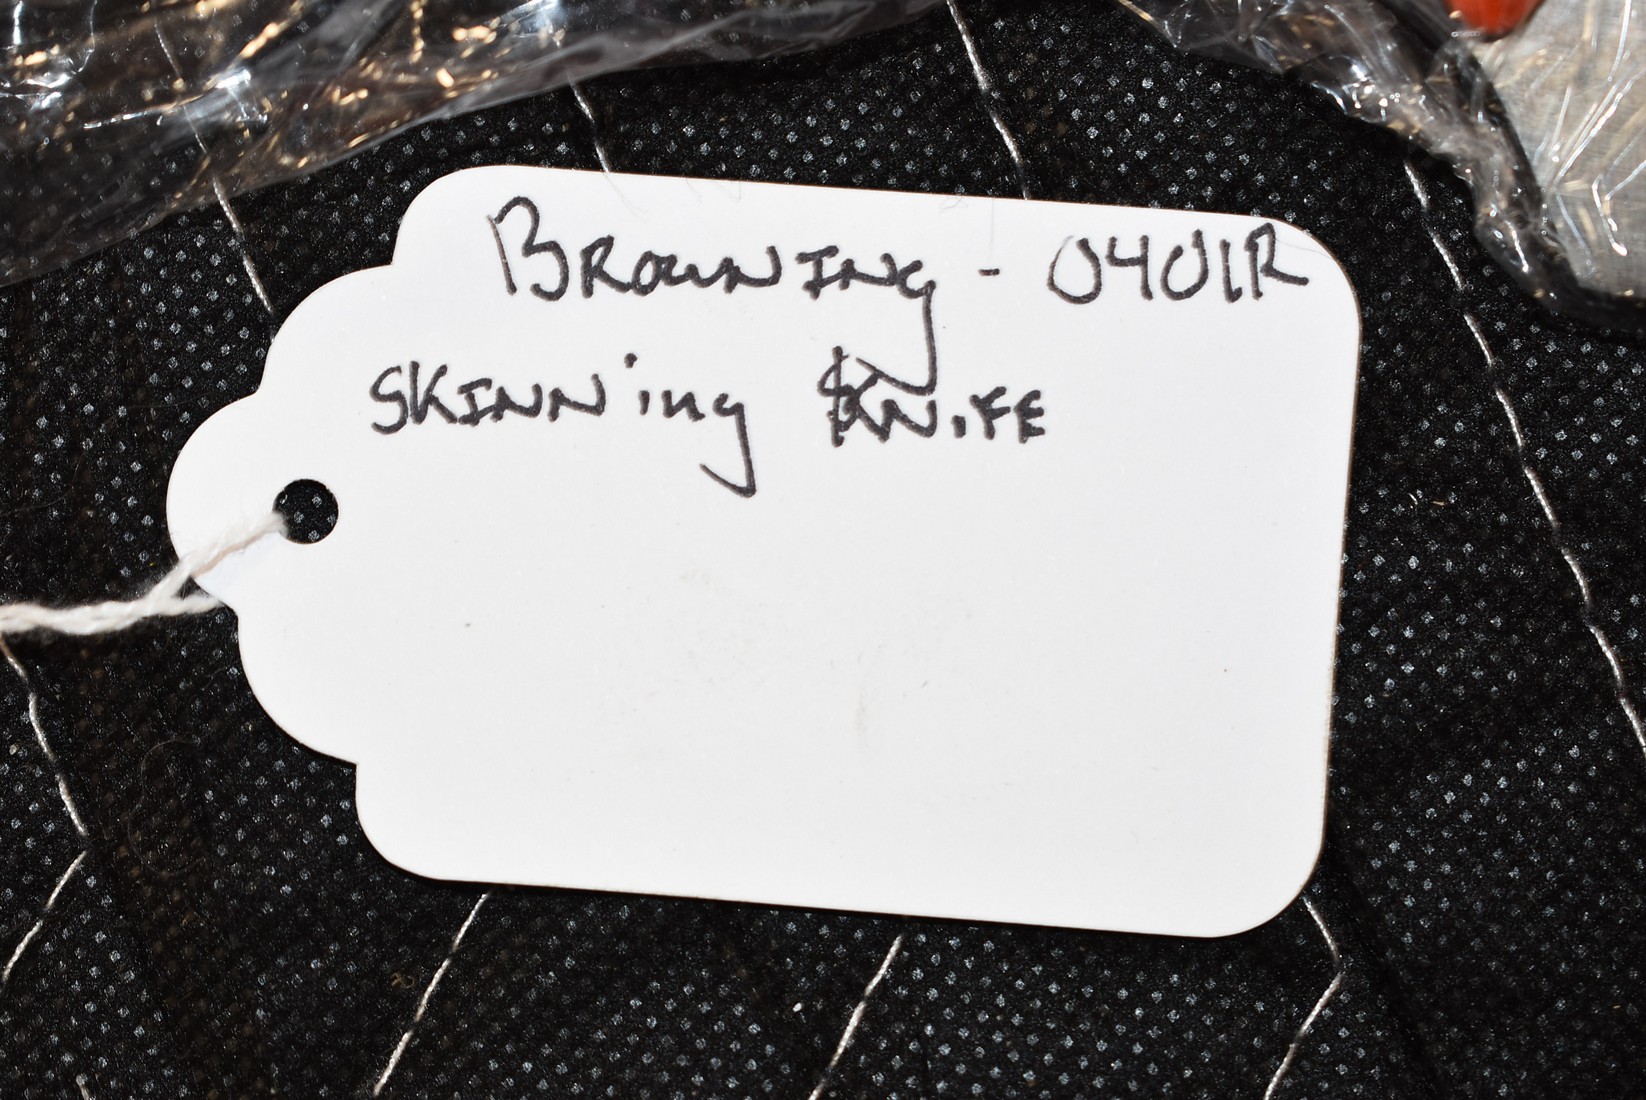 Browning - 0401R
Skinning Knife